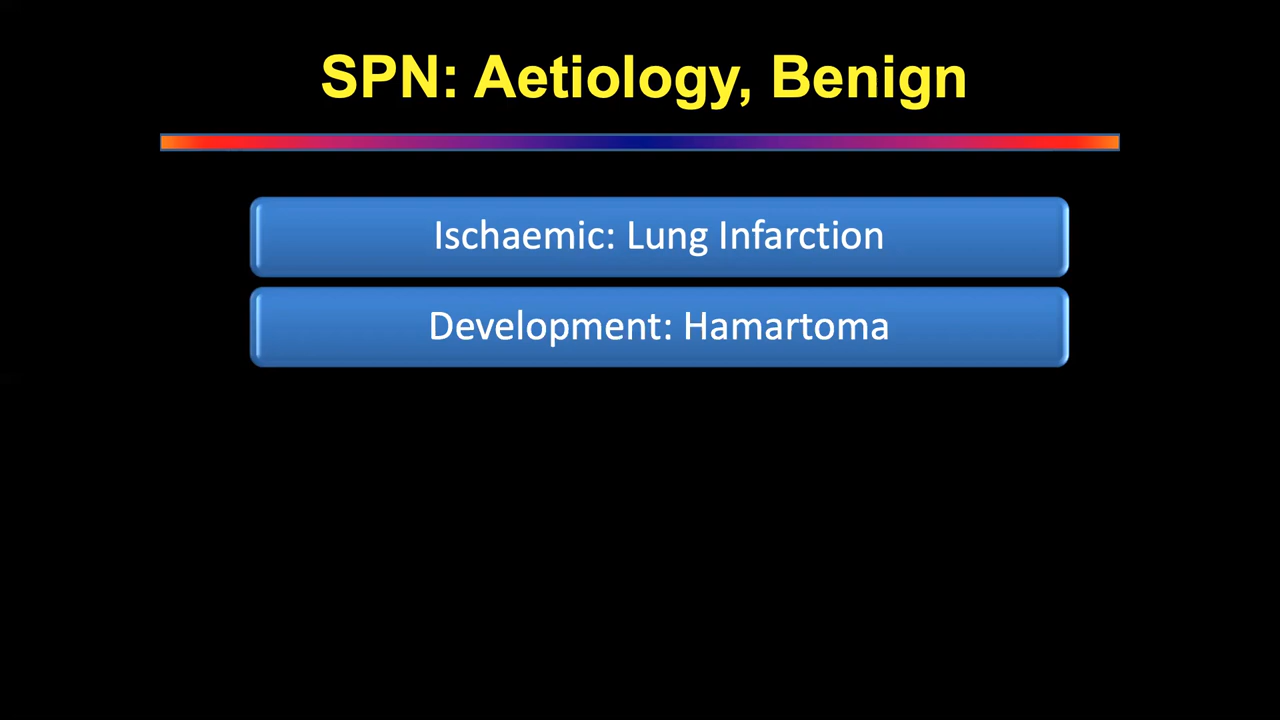 SPN: Aetiology, Benign
Ischaemic: Lung Infarction
Development: Hamartoma